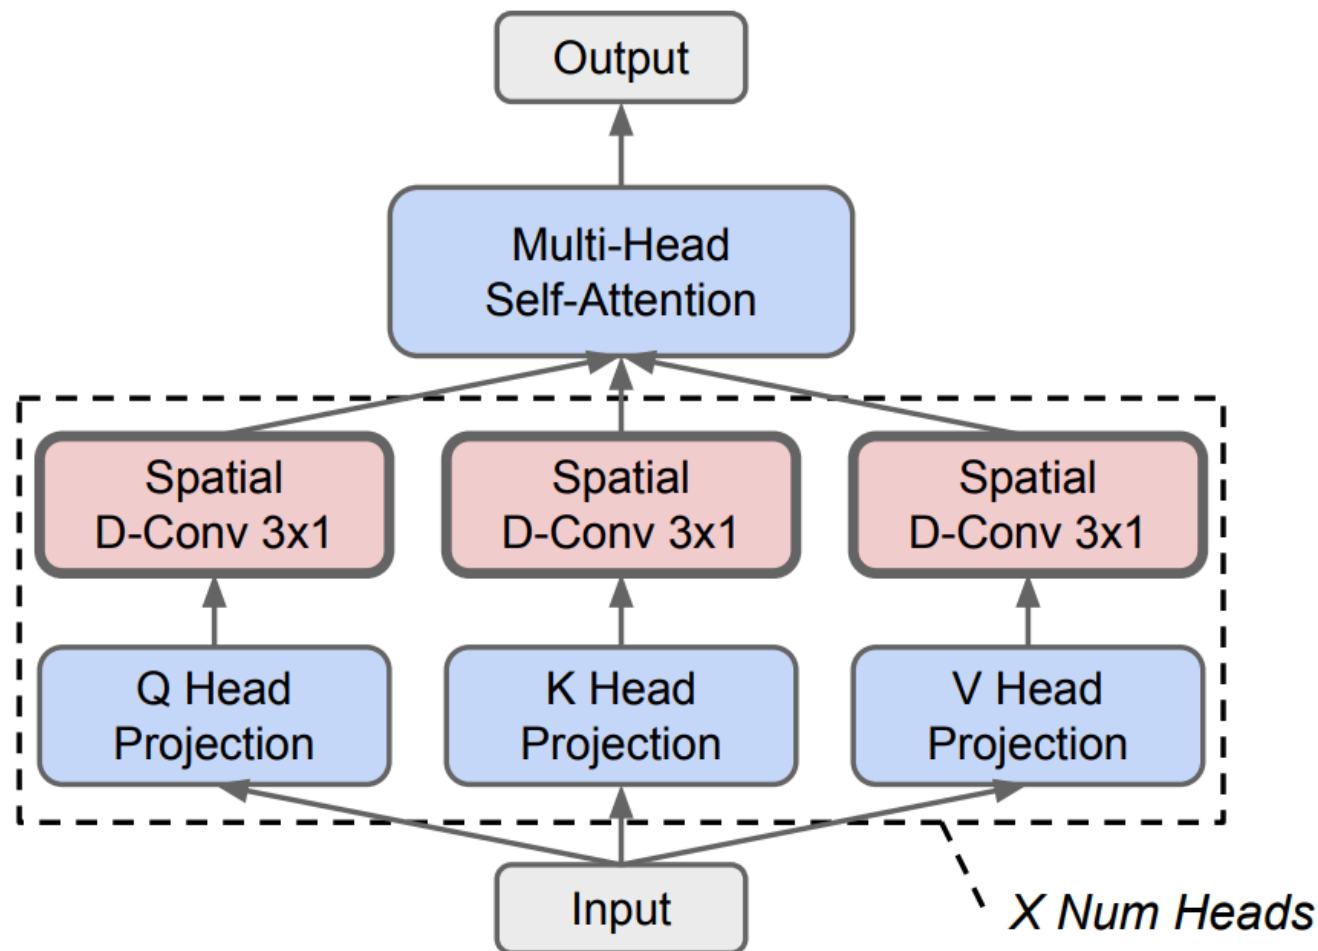 Output
Multi-Head
Self-Attention
Spatial
D-Conv 3x1
Spatial
D-Conv 3x1
Spatial
D-Conv 3x1
Q Head
Projection
K Head
Projection
V Head
Projection
Input
X Num Heads